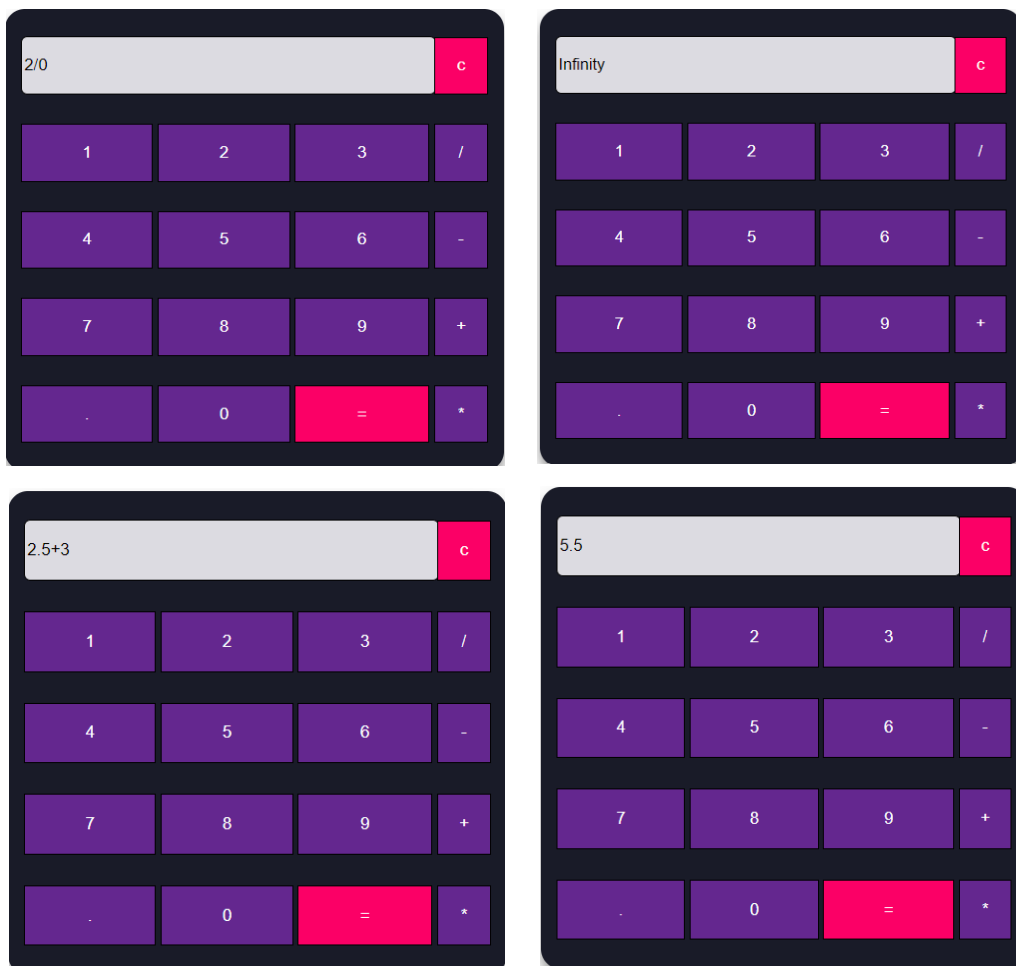 2/0 c
1 2 3 /
4 5 6 -
7 8 9 +
. 0 = *
Infinity c
1 2 3 /
4 5 6 -
7 8 9 +
. 0 = *
2.5+3 c
1 2 3 /
4 5 6 -
7 8 9 +
. 0 = *
5.5 c
1 2 3 /
4 5 6 -
7 8 9 +
. 0 = *